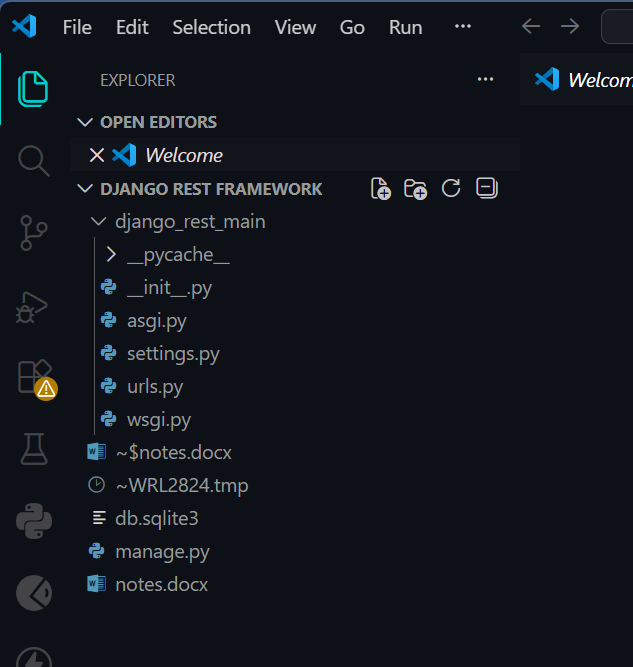 File Edit Selection View Go Run ···
EXPLORER ···
Welcome
OPEN EDITORS
Welcome
DJANGO REST FRAMEWORK
django_rest_main
__pycache__
__init__.py
asgi.py
settings.py
urls.py
wsgi.py
~$notes.docx
~WRL2824.tmp
db.sqlite3
manage.py
notes.docx